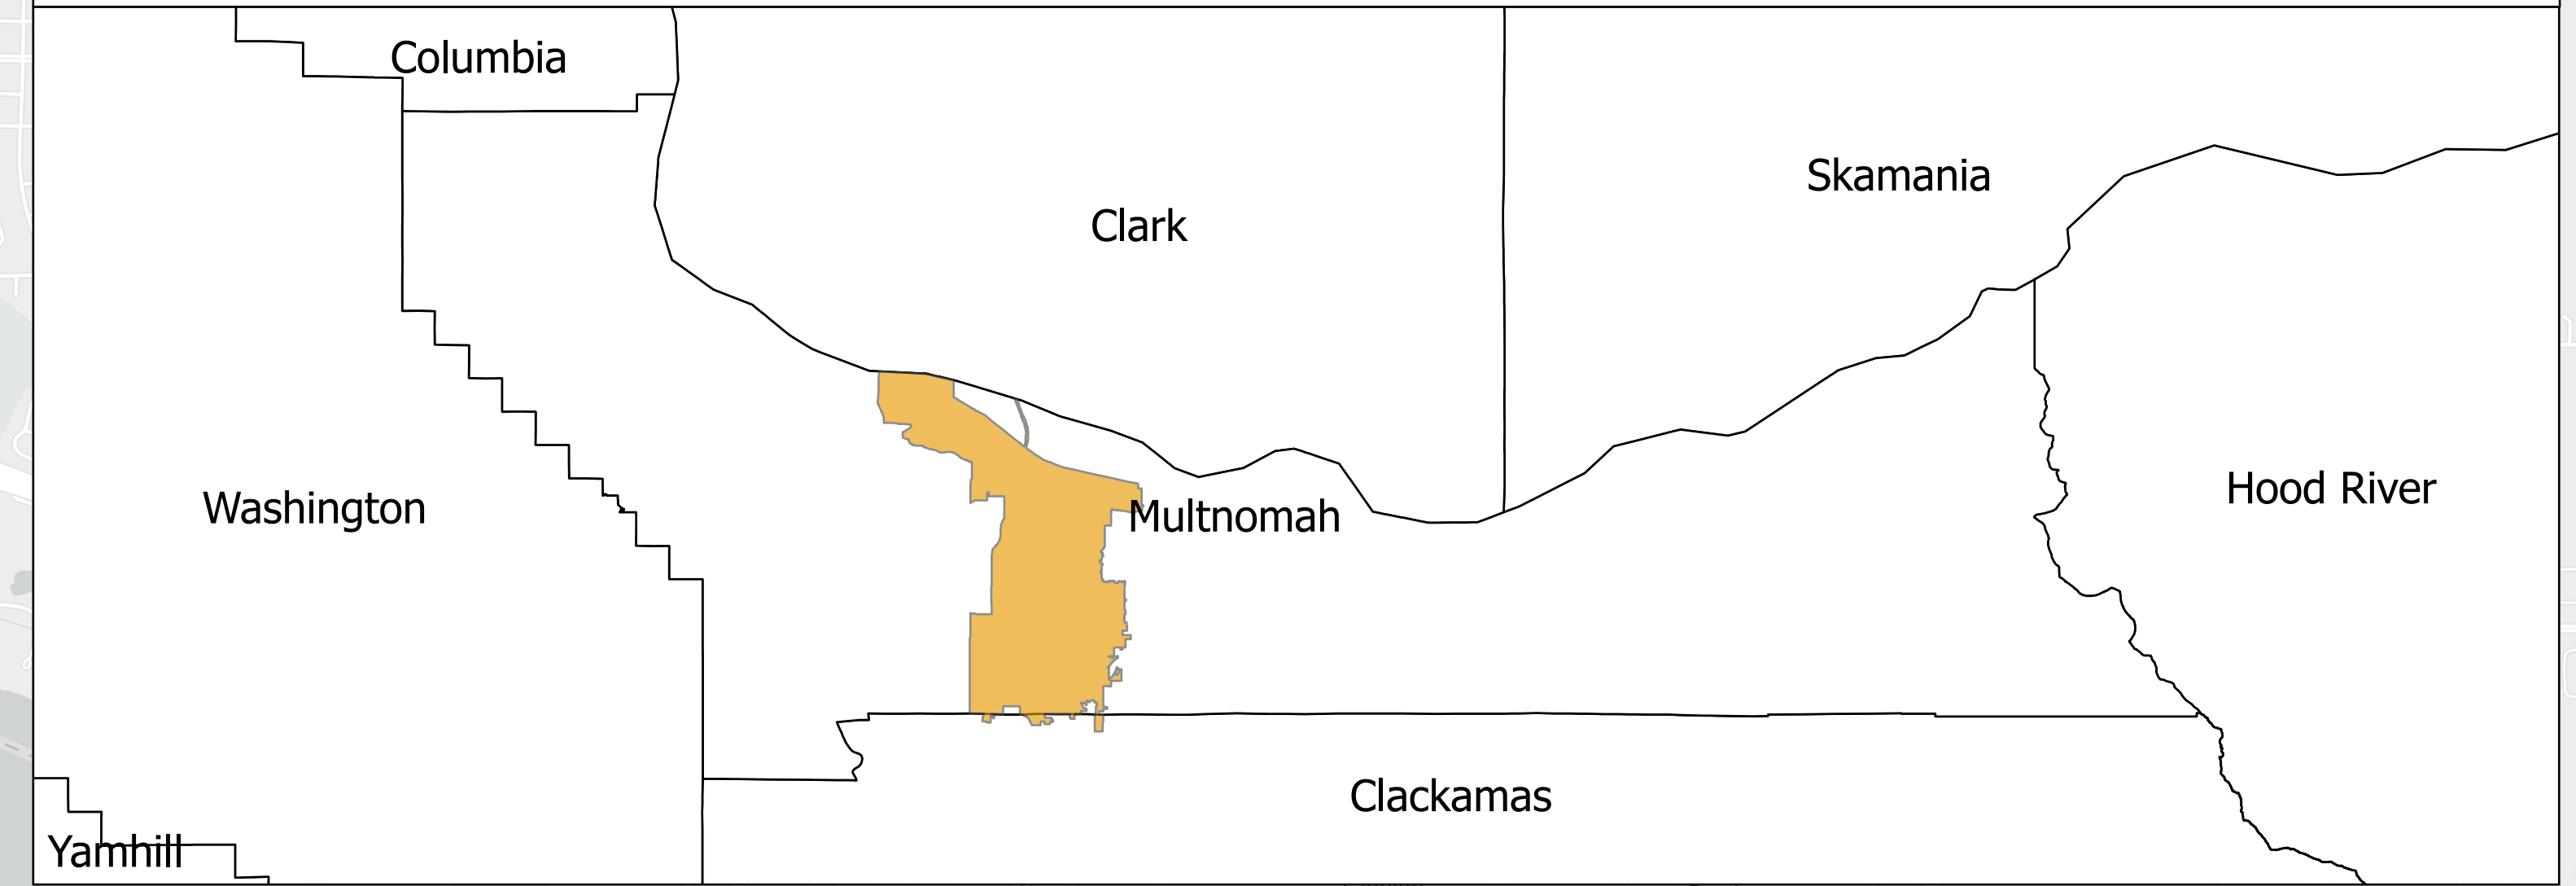 Columbia
Skamania
Clark
Hood River
Washington
Multnomah
Clackamas
Yamhill